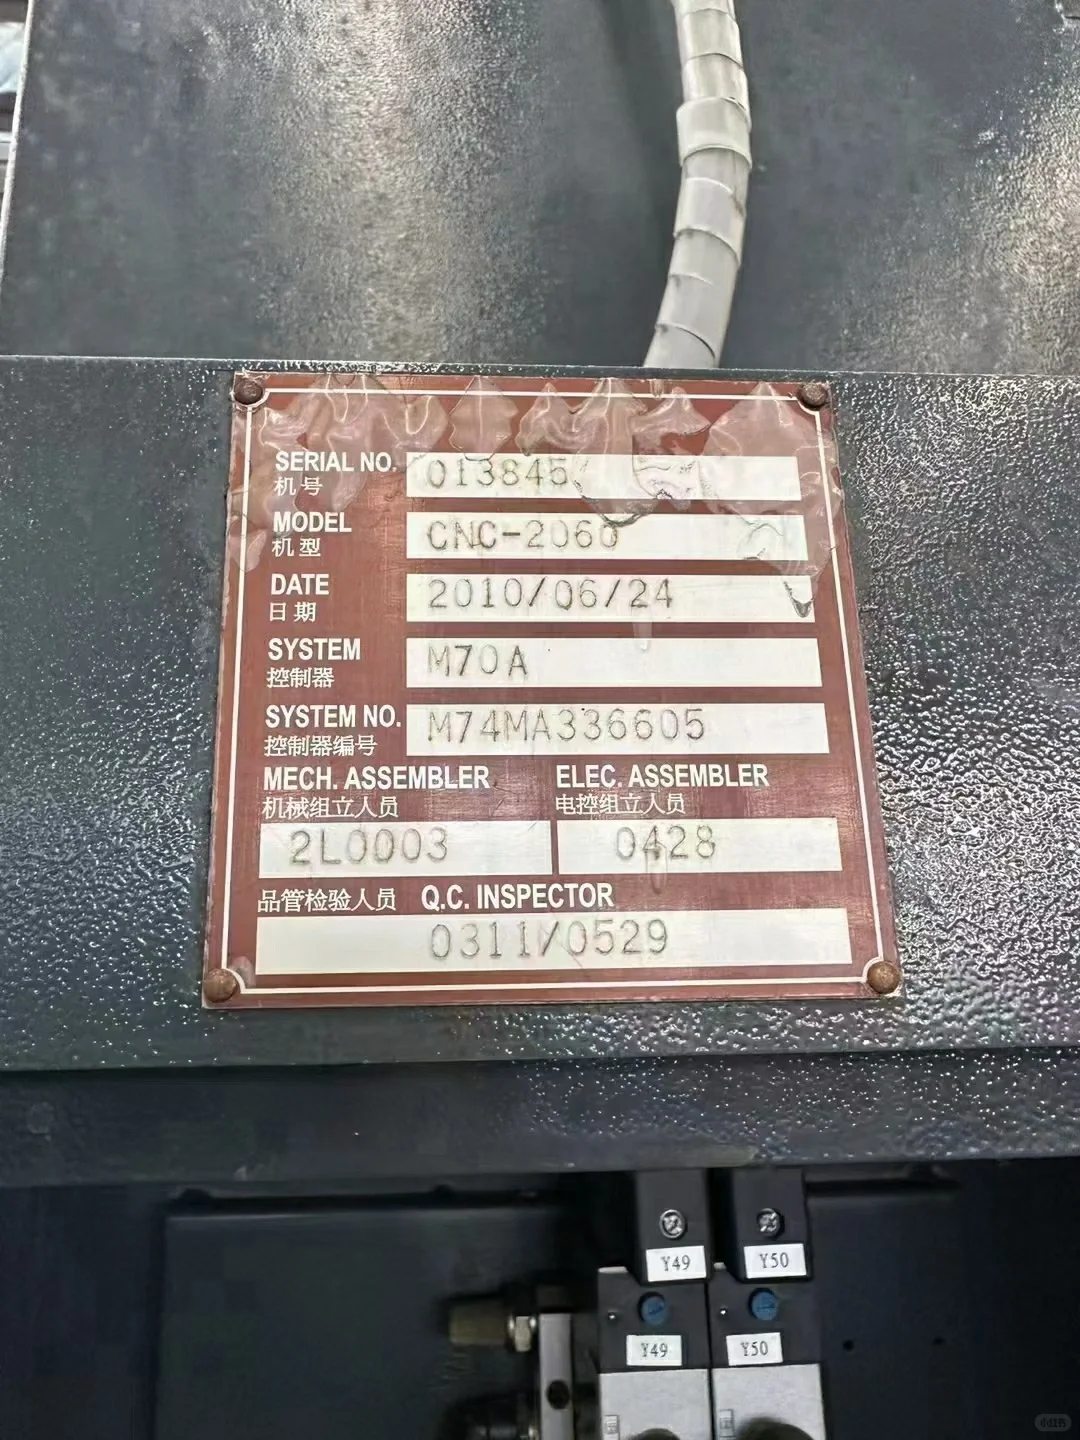 SERIAL NO. 013845
机号
MODEL CNC-2060
机型
DATE 2010/06/24
日期
SYSTEM M70A
控制器
SYSTEM NO. M74MA336605
控制器编号
MECH. ASSEMBLER ELEC. ASSEMBLER
机械组立人员 电控组立人员
2L0003 0428
品管检验人员 Q.C. INSPECTOR
0311/0529
Y49 Y50
Y49 Y50